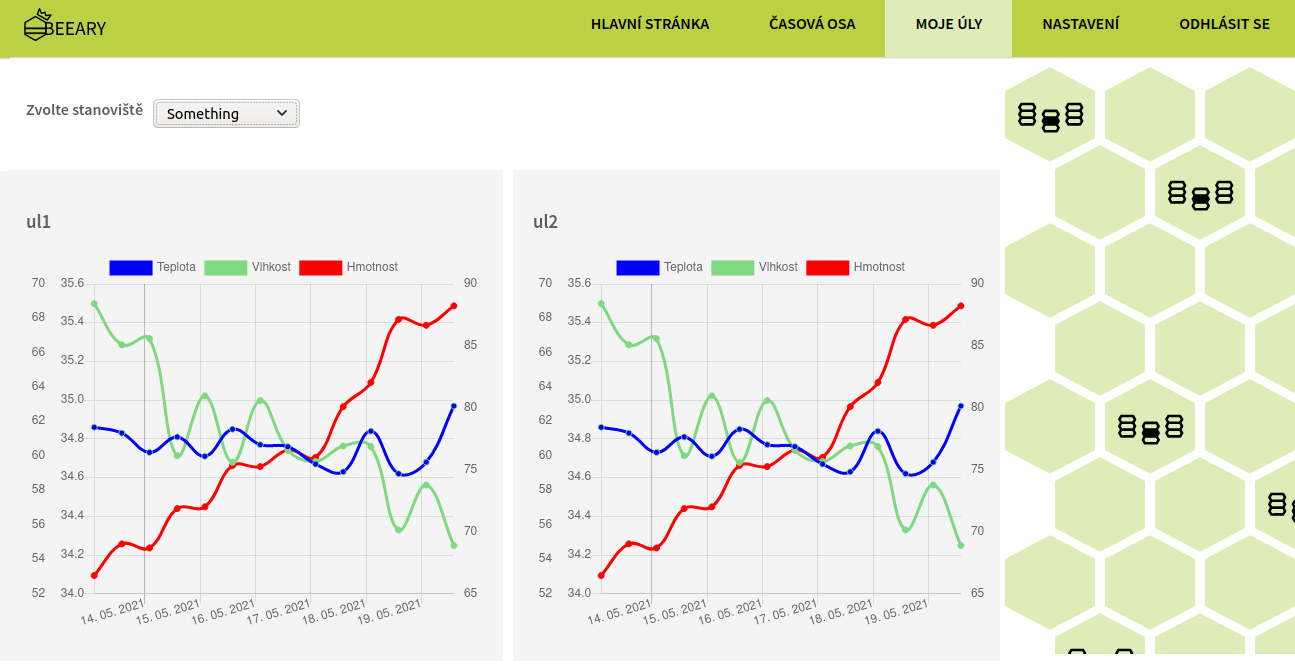 BEEARY HLAVNÍ STRÁNKA ČASOVÁ OSA MOJE ÚLY NASTAVENÍ ODHLÁSIT SE
Zvolte stanoviště Something
ul1
Teplota Vlhkost Hmotnost
70 35.6 90
68 35.4
66 35.2 85
64 35.0 80
62 34.8
60 34.6 75
58 34.4
56 34.2 70
54 34.0
52 65
14. 05. 2021 15. 05. 2021 16. 05. 2021 17. 05. 2021 18. 05. 2021 19. 05. 2021
ul2
Teplota Vlhkost Hmotnost
70 35.6 90
68 35.4
66 35.2 85
64 35.0 80
62 34.8
60 34.6 75
58 34.4
56 34.2 70
54 34.0
52 65
14. 05. 2021 15. 05. 2021 16. 05. 2021 17. 05. 2021 18. 05. 2021 19. 05. 2021